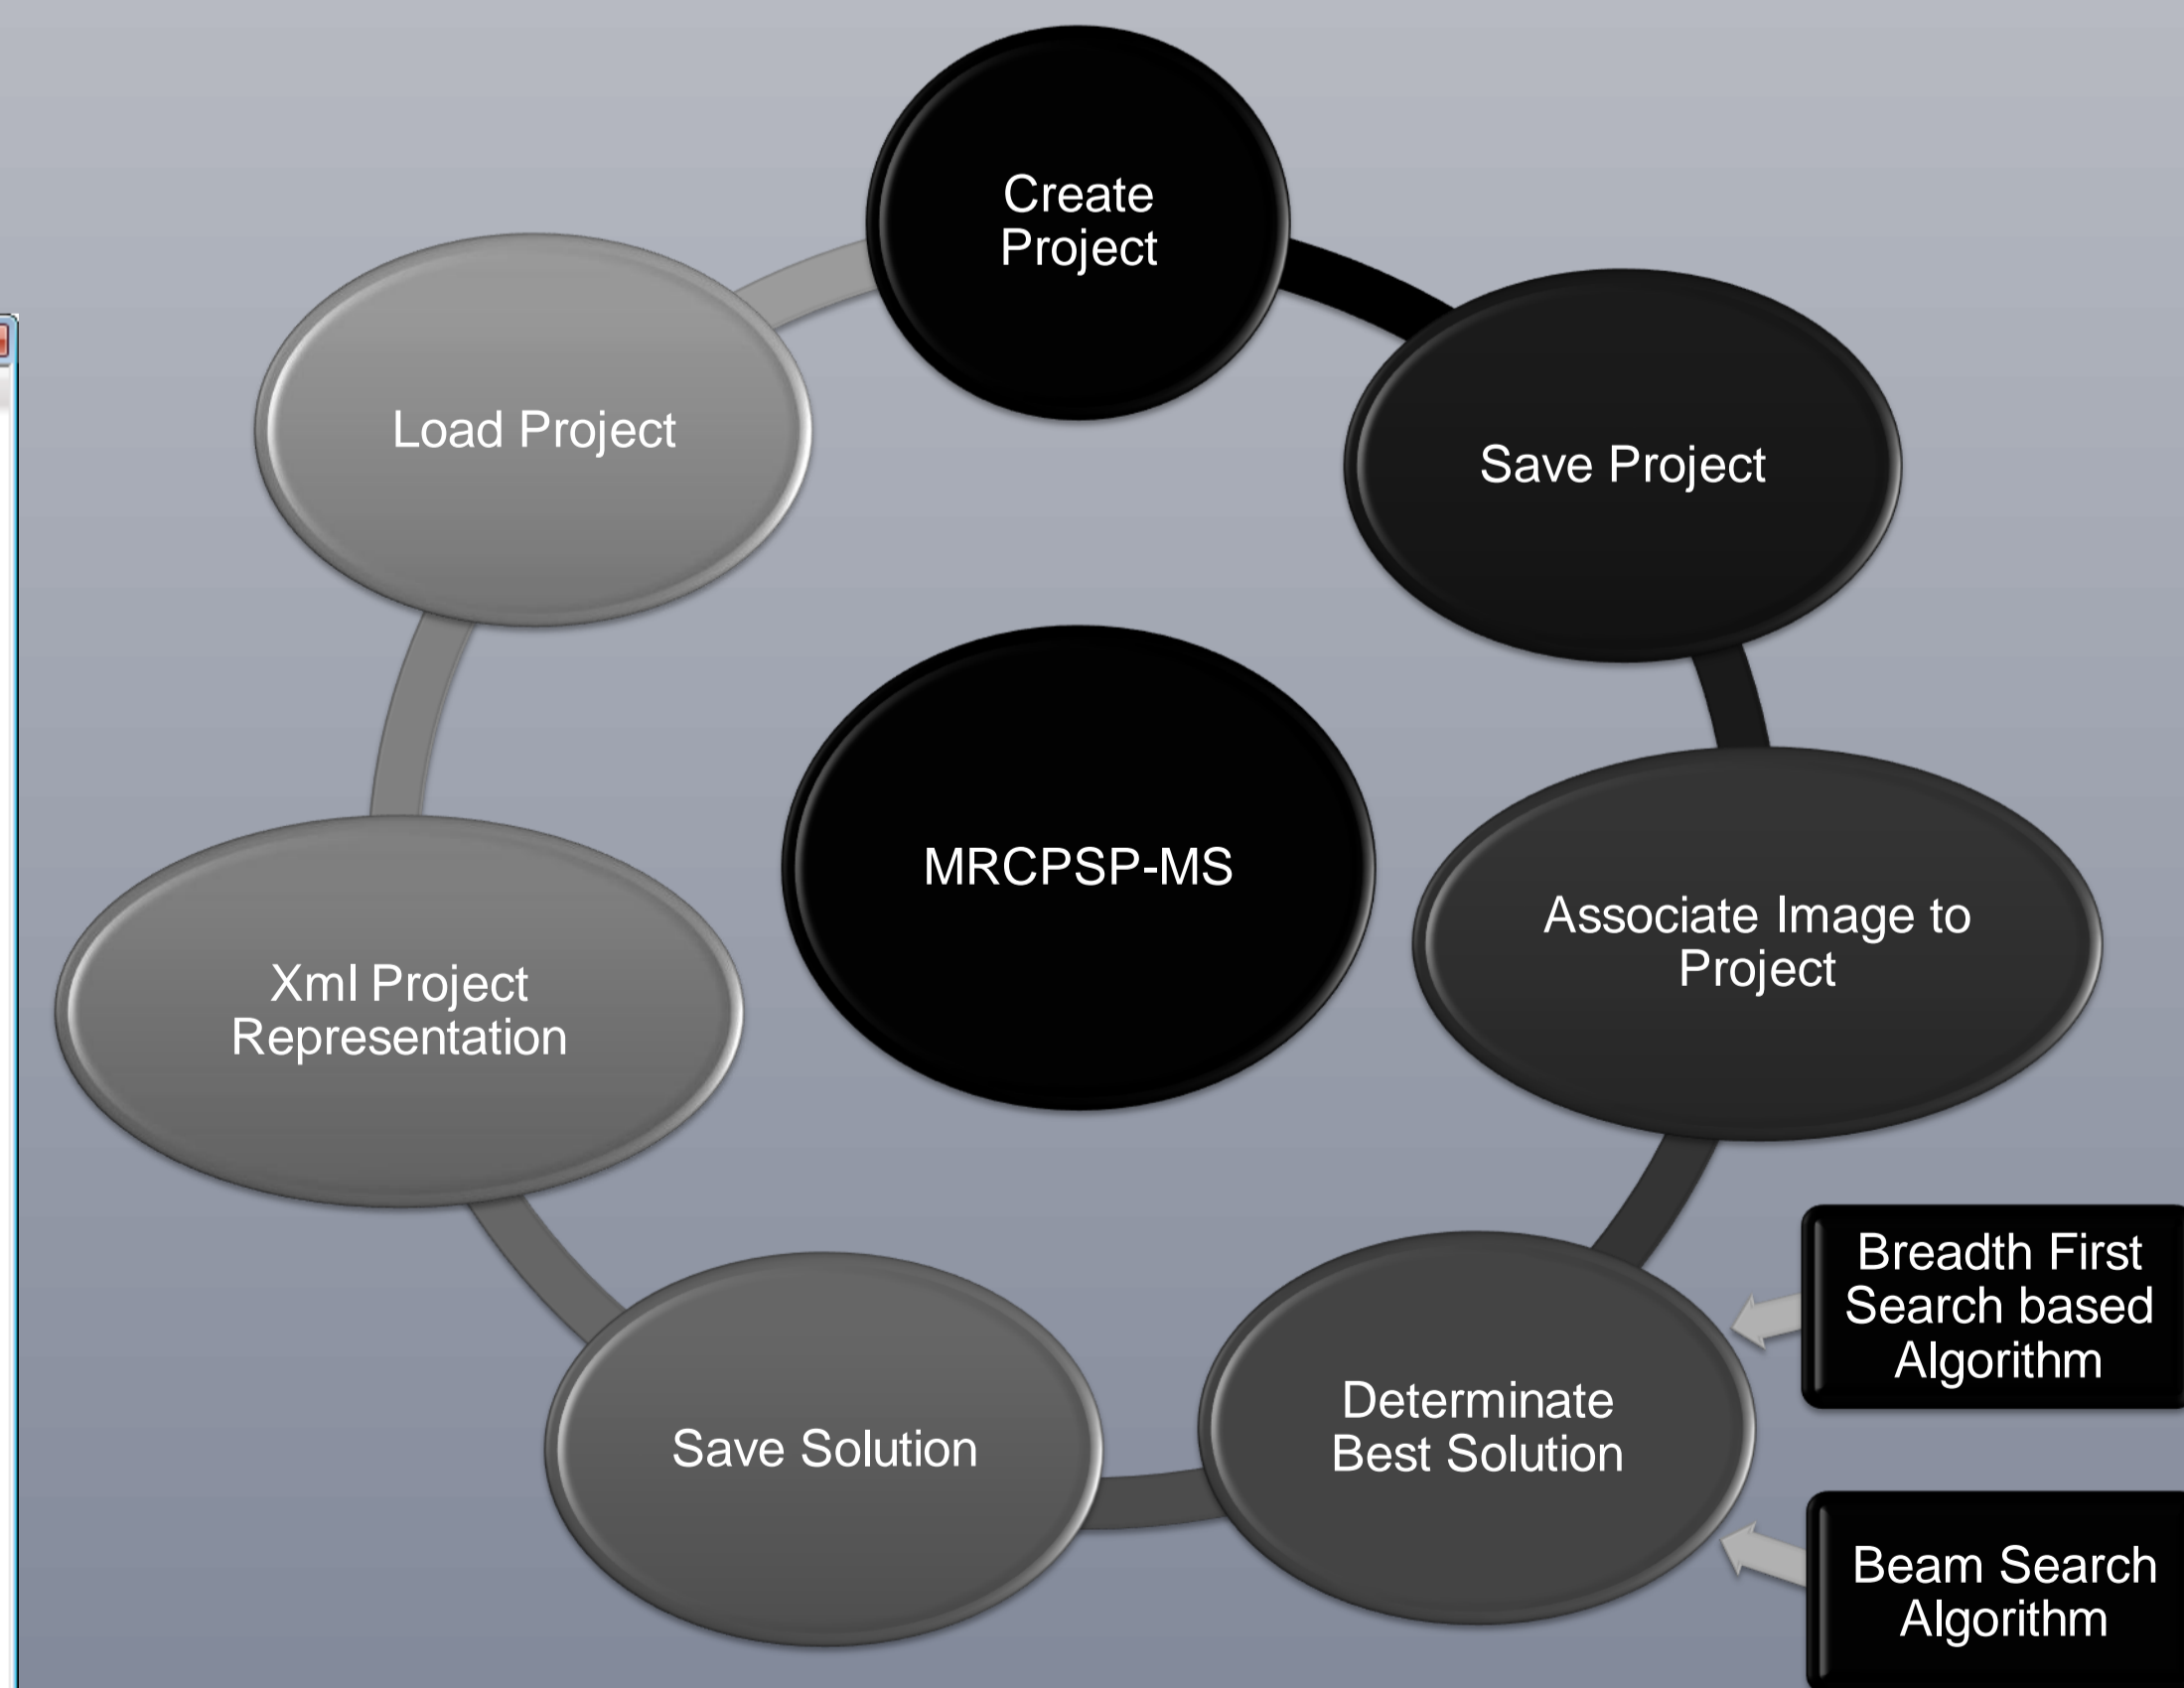 Create
Project
Load Project
Save Project
MRCPSP-MS
Associate Image to
Project
Xml Project
Representation
Breadth First
Search based
Algorithm
Determinate
Best Solution
Save Solution
Beam Search
Algorithm